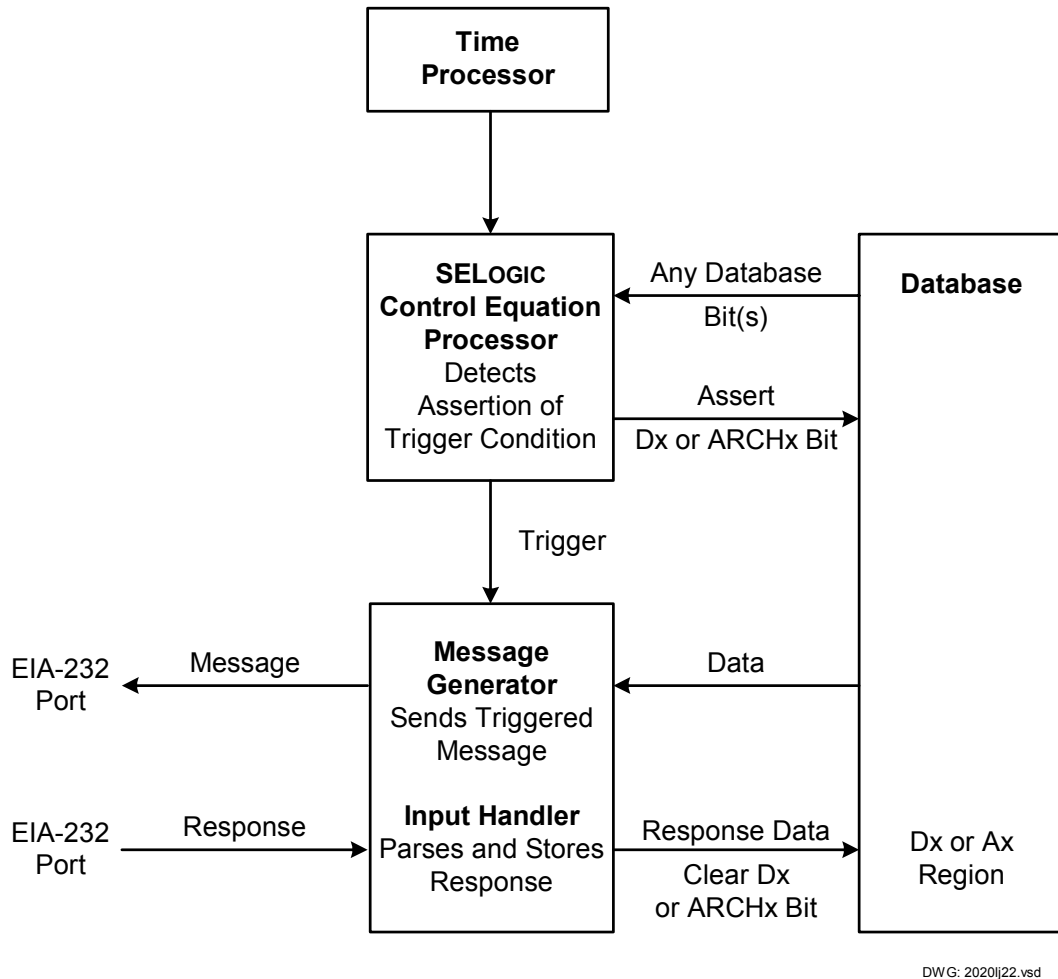 Time
Processor
SELOGIC
Control Equation
Processor
Detects
Assertion of
Trigger Condition
Any Database
Bit(s)
Assert
Dx or ARCHx Bit
Database
Trigger
EIA-232
Port
Message
Message
Generator
Sends Triggered
Message
Data
EIA-232
Port
Response
Input Handler
Parses and Stores
Response
Response Data
Clear Dx
or ARCHx Bit
Dx or Ax
Region
DWG: 2020lj22.vsd